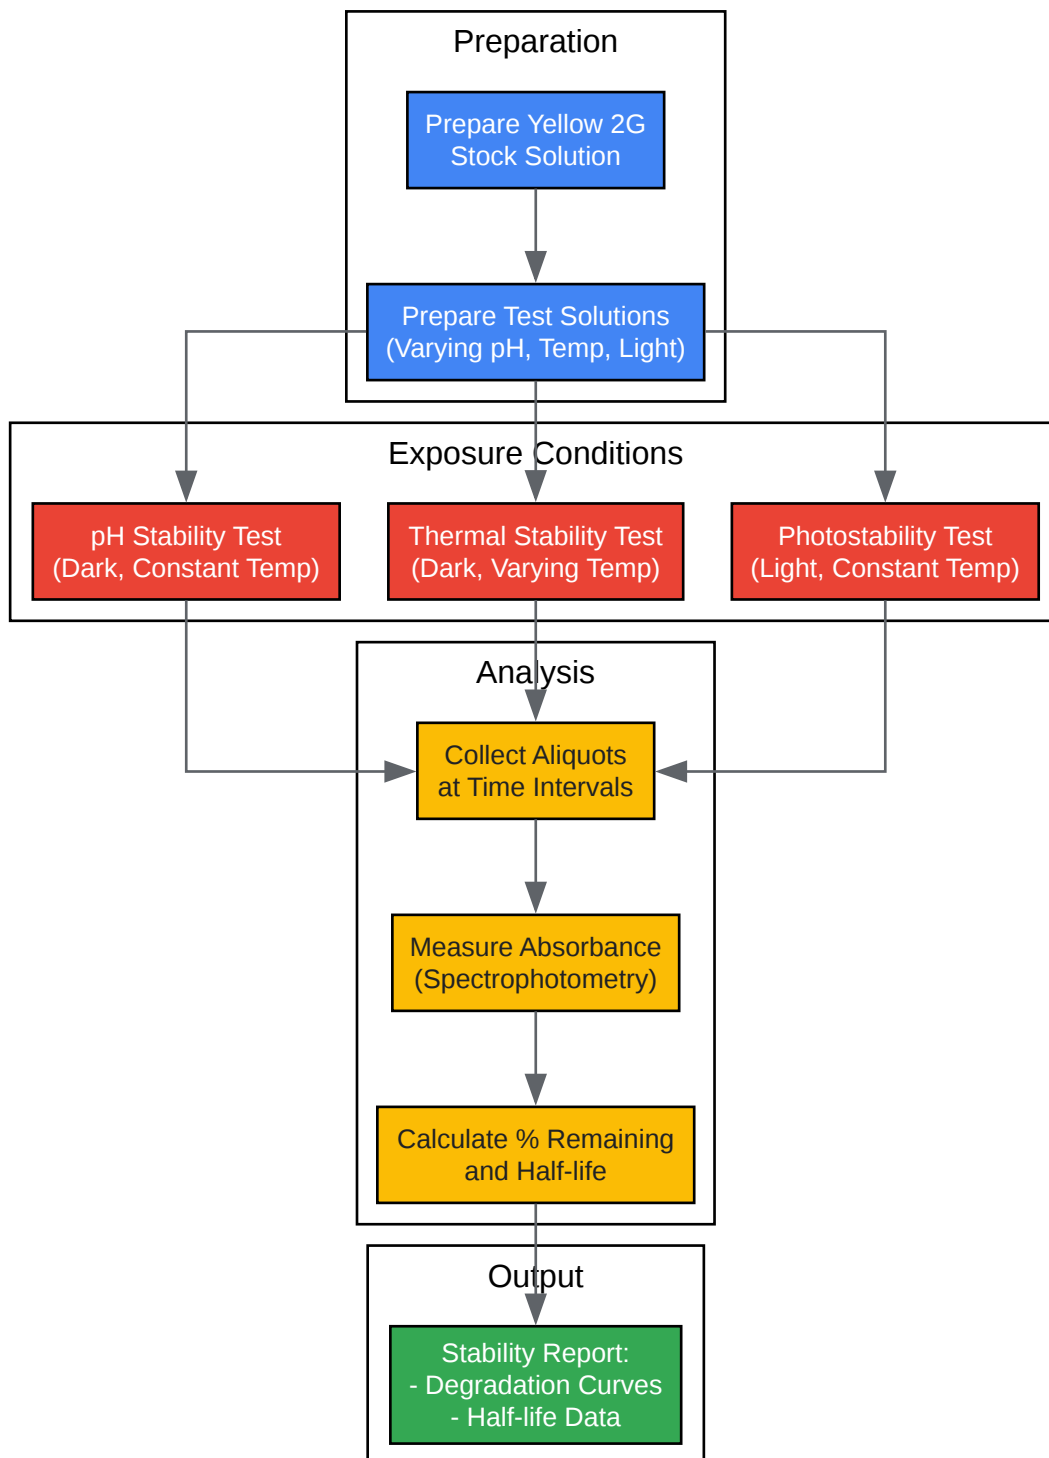 Preparation
Prepare Yellow 2G
Stock Solution
Prepare Test Solutions
(Varying pH, Temp, Light)
Exposure Conditions
pH Stability Test
(Dark, Constant Temp)
Thermal Stability Test
(Dark, Varying Temp)
Photostability Test
(Light, Constant Temp)
Analysis
Collect Aliquots
at Time Intervals
Measure Absorbance
(Spectrophotometry)
Calculate % Remaining
and Half-life
Output
Stability Report:
- Degradation Curves
- Half-life Data